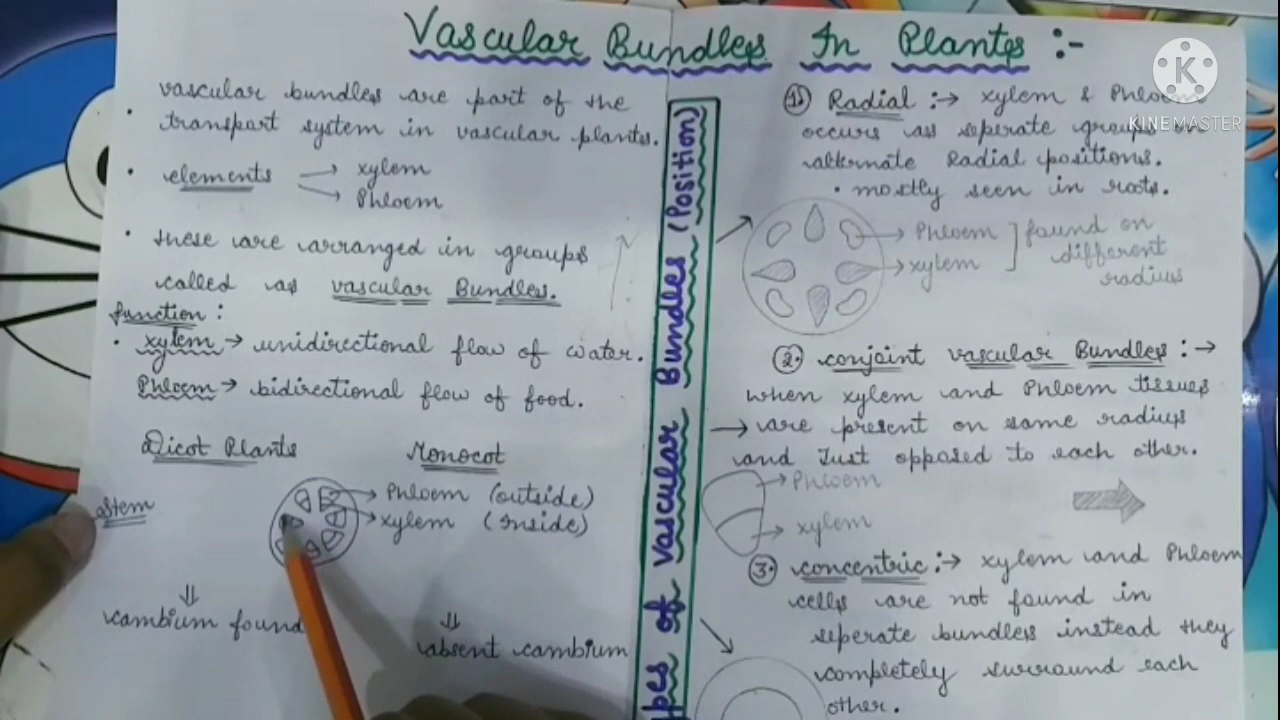 Vascular Bundles In Plants :-
vascular bundles are part of the
transport system in vascular plants.
elements → xylem
→ Phloem
these are arranged in groups
called as vascular Bundles.
function :
xylem → unidirectional flow of water.
Phloem → bidirectional flow of food.
Dicot Plants
Monocot
stem
Phloem (outside)
xylem (Inside)
cambium found
absent cambium
Types of Vascular Bundles (Position)
1. Radial :→ xylem & Phloem
occurs as seperate groups on
alternate Radial positions.
• mostly seen in roots.
Phloem
xylem
found on
different
radius
2. conjoint vascular Bundles :→
when xylem and Phloem tissues
→ are present on same radius
and Just opposed to each other.
Phloem
xylem
3. concentric :→ xylem and Phloem
cells are not found in
seperate bundles instead they
completely surround each
other.
K
KINEMASTER